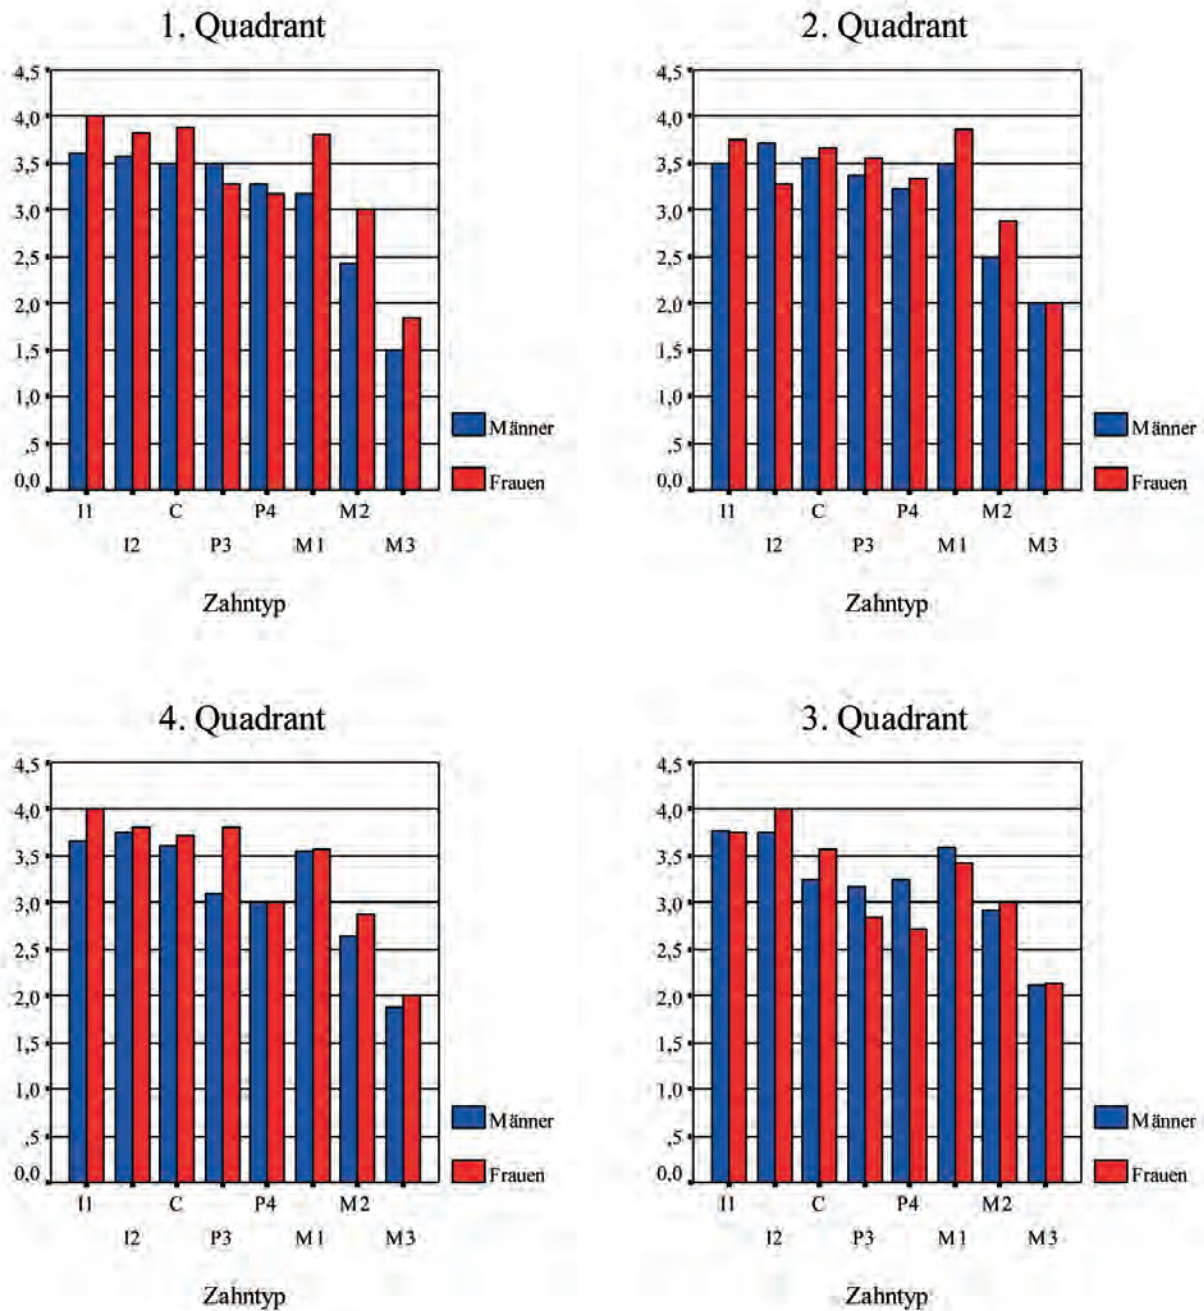 1. Quadrant
4,5
4,0
3,5
3,0
2,5
2,0
1,5
1,0
,5
0,0
Männer
Frauen
I1 C P4 M2
I2 P3 M1 M3
Zahntyp
2. Quadrant
4,5
4,0
3,5
3,0
2,5
2,0
1,5
1,0
,5
0,0
Männer
Frauen
I1 C P4 M2
I2 P3 M1 M3
Zahntyp
4. Quadrant
4,5
4,0
3,5
3,0
2,5
2,0
1,5
1,0
,5
0,0
Männer
Frauen
I1 C P4 M2
I2 P3 M1 M3
Zahntyp
3. Quadrant
4,5
4,0
3,5
3,0
2,5
2,0
1,5
1,0
,5
0,0
Männer
Frauen
I1 C P4 M2
I2 P3 M1 M3
Zahntyp